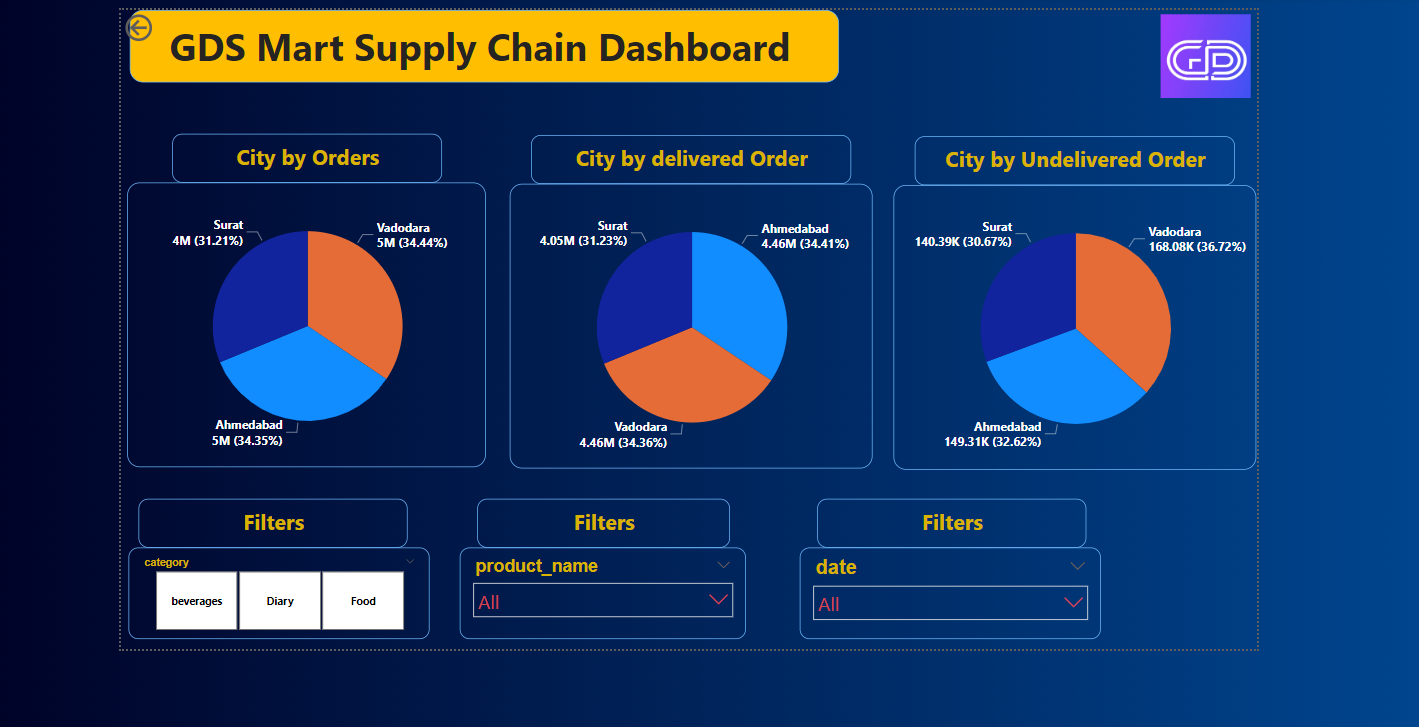 GDS Mart Supply Chain Dashboard
GD
City by Orders
Surat
4M (31.21%)
Vadodara
5M (34.44%)
Ahmedabad
5M (34.35%)
City by delivered Order
Surat
4.05M (31.23%)
Ahmedabad
4.46M (34.41%)
Vadodara
4.46M (34.36%)
City by Undelivered Order
Surat
140.39K (30.67%)
Vadodara
168.08K (36.72%)
Ahmedabad
149.31K (32.62%)
Filters
category
beverages
Diary
Food
Filters
product_name
All
Filters
date
All